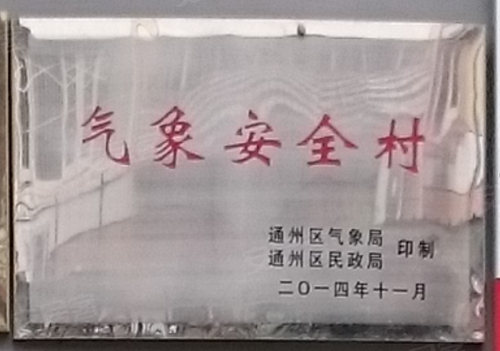 气象安全村
通州区气象局
通州区民政局 印制
二〇一四年十一月